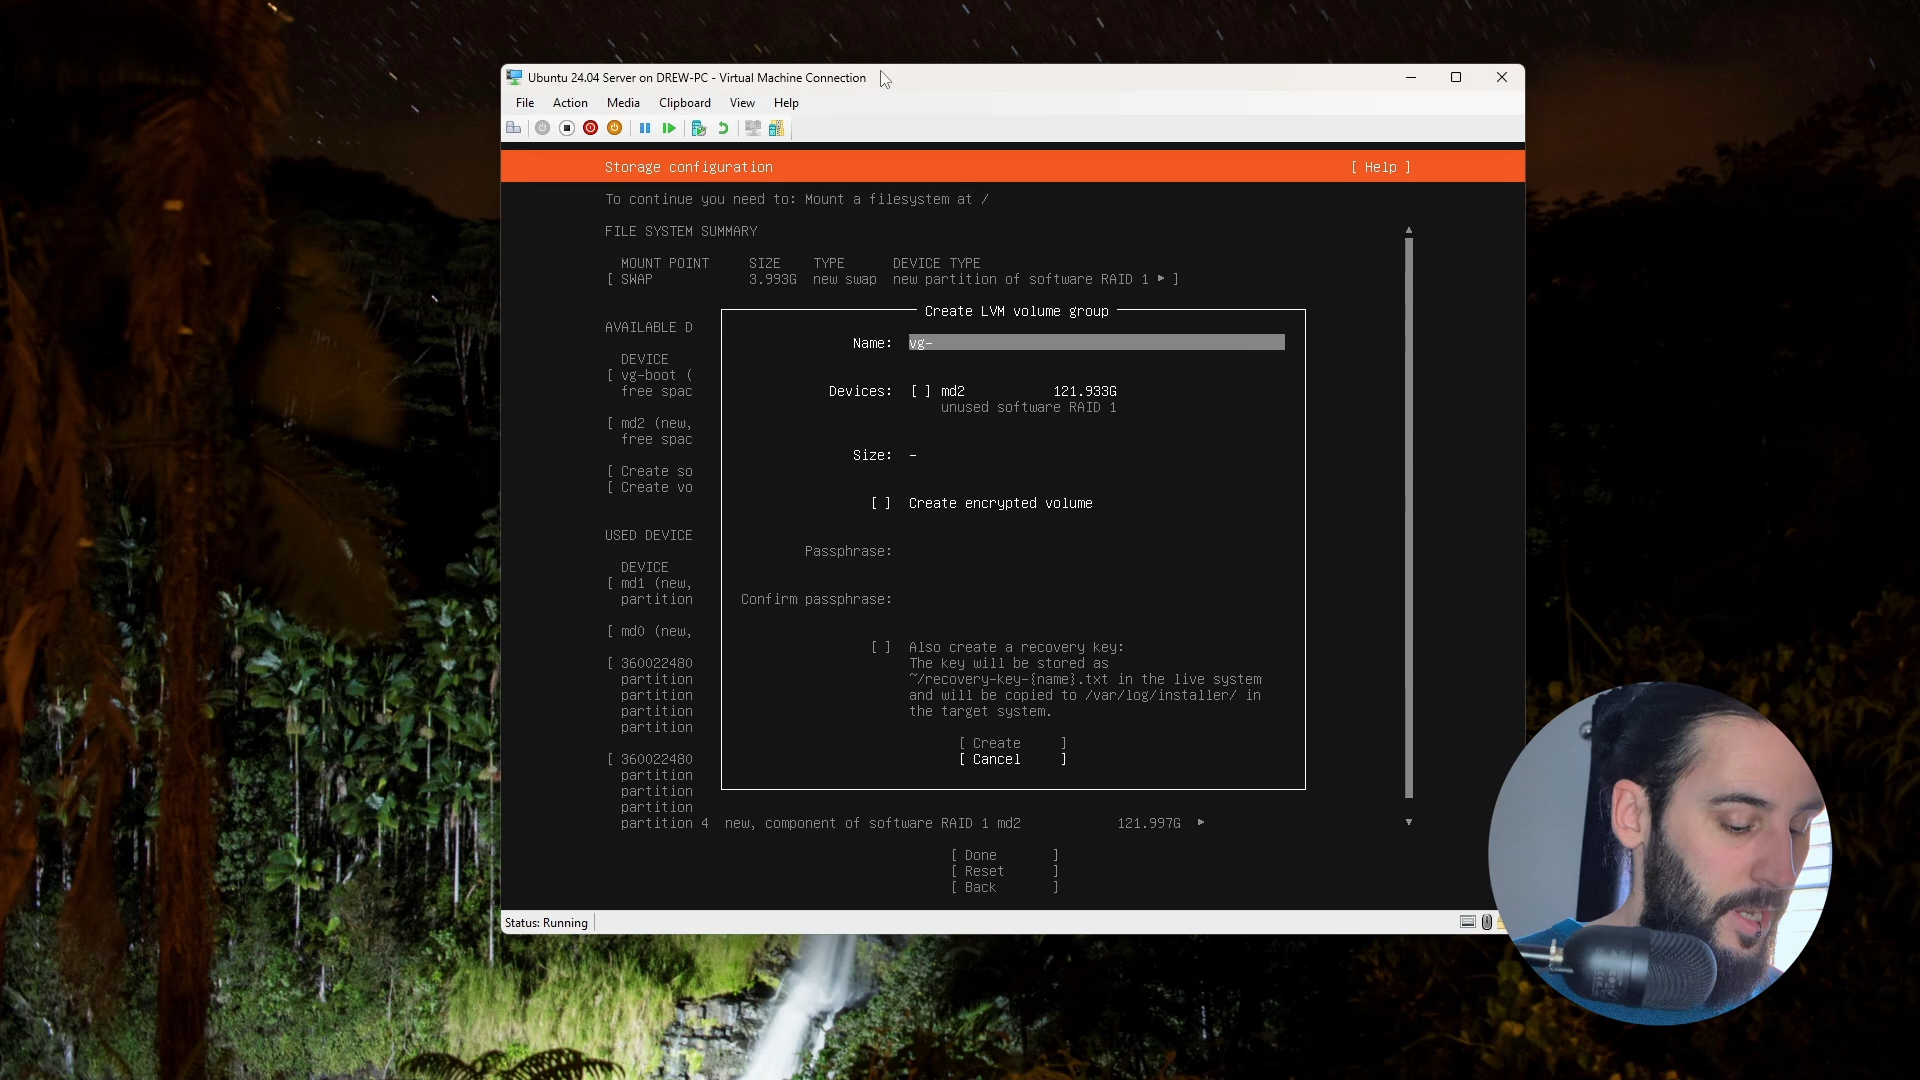 Ubuntu 24.04 Server on DREW-PC - Virtual Machine Connection
File Action Media Clipboard View Help
Storage configuration [ Help ]
To continue you need to: Mount a filesystem at /
FILE SYSTEM SUMMARY
MOUNT POINT SIZE TYPE DEVICE TYPE
[ SWAP 3.993G new swap new partition of software RAID 1 ▸ ]
Create LVM volume group
AVAILABLE D
Name: vg-
DEVICE
[ vg-boot (
free spac
Devices: [ ] md2 121.933G
unused software RAID 1
[ md2 (new,
free spac
Size: -
[ Create so
[ Create vo
[ ] Create encrypted volume
USED DEVICE
Passphrase:
DEVICE
[ md1 (new,
partition
Confirm passphrase:
[ md0 (new,
[ ] Also create a recovery key:
The key will be stored as
~/recovery-key-{name}.txt in the live system
and will be copied to /var/log/installer/ in
the target system.
[ 360022480
partition
partition
partition
partition
[ Create ]
[ Cancel ]
[ 360022480
partition
partition
partition
partition 4 new, component of software RAID 1 md2 121.997G ▸
[ Done ]
[ Reset ]
[ Back ]
Status: Running